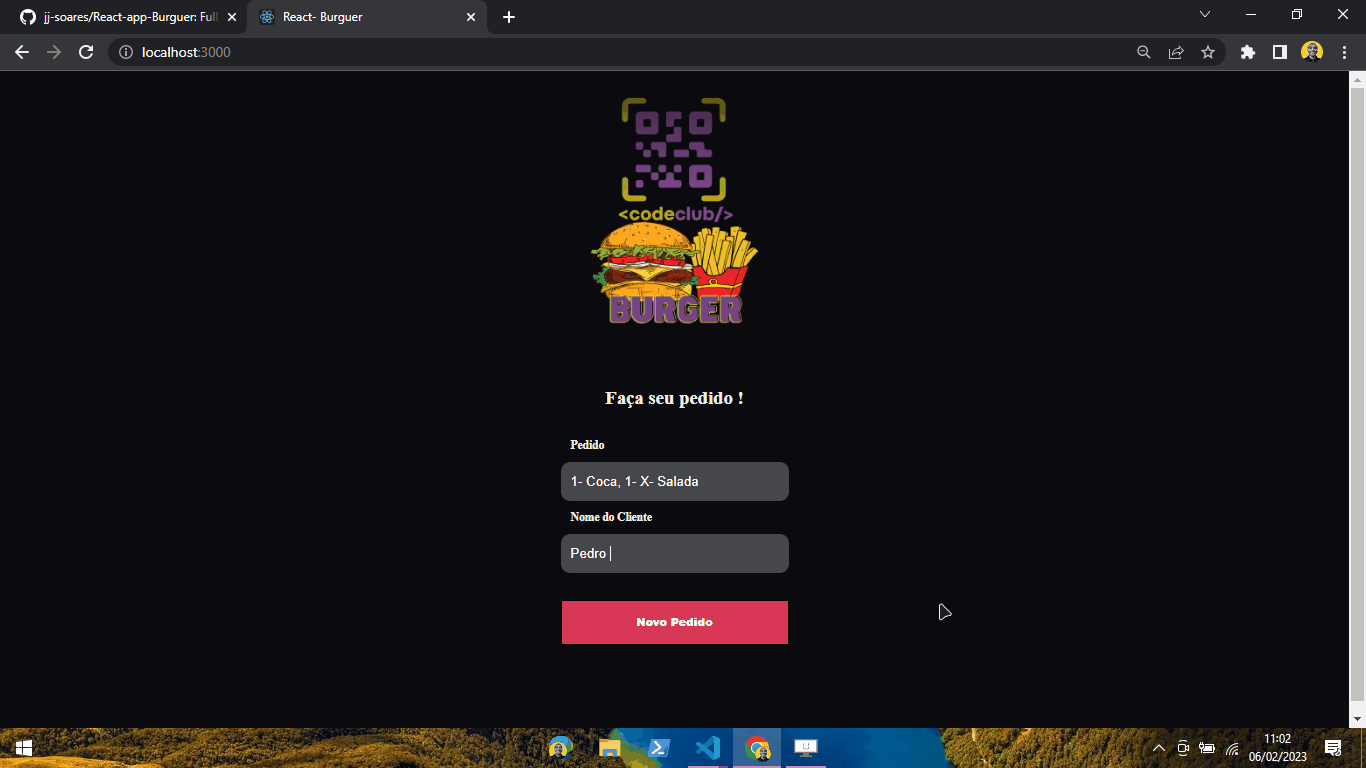 jj-soares/React-app-Burguer: Full
React- Burguer
localhost:3000
<codeclub/>
BURGER
Faça seu pedido !
Pedido
1- Coca, 1- X- Salada
Nome do Cliente
Pedro
Novo Pedido
11:02
06/02/2023